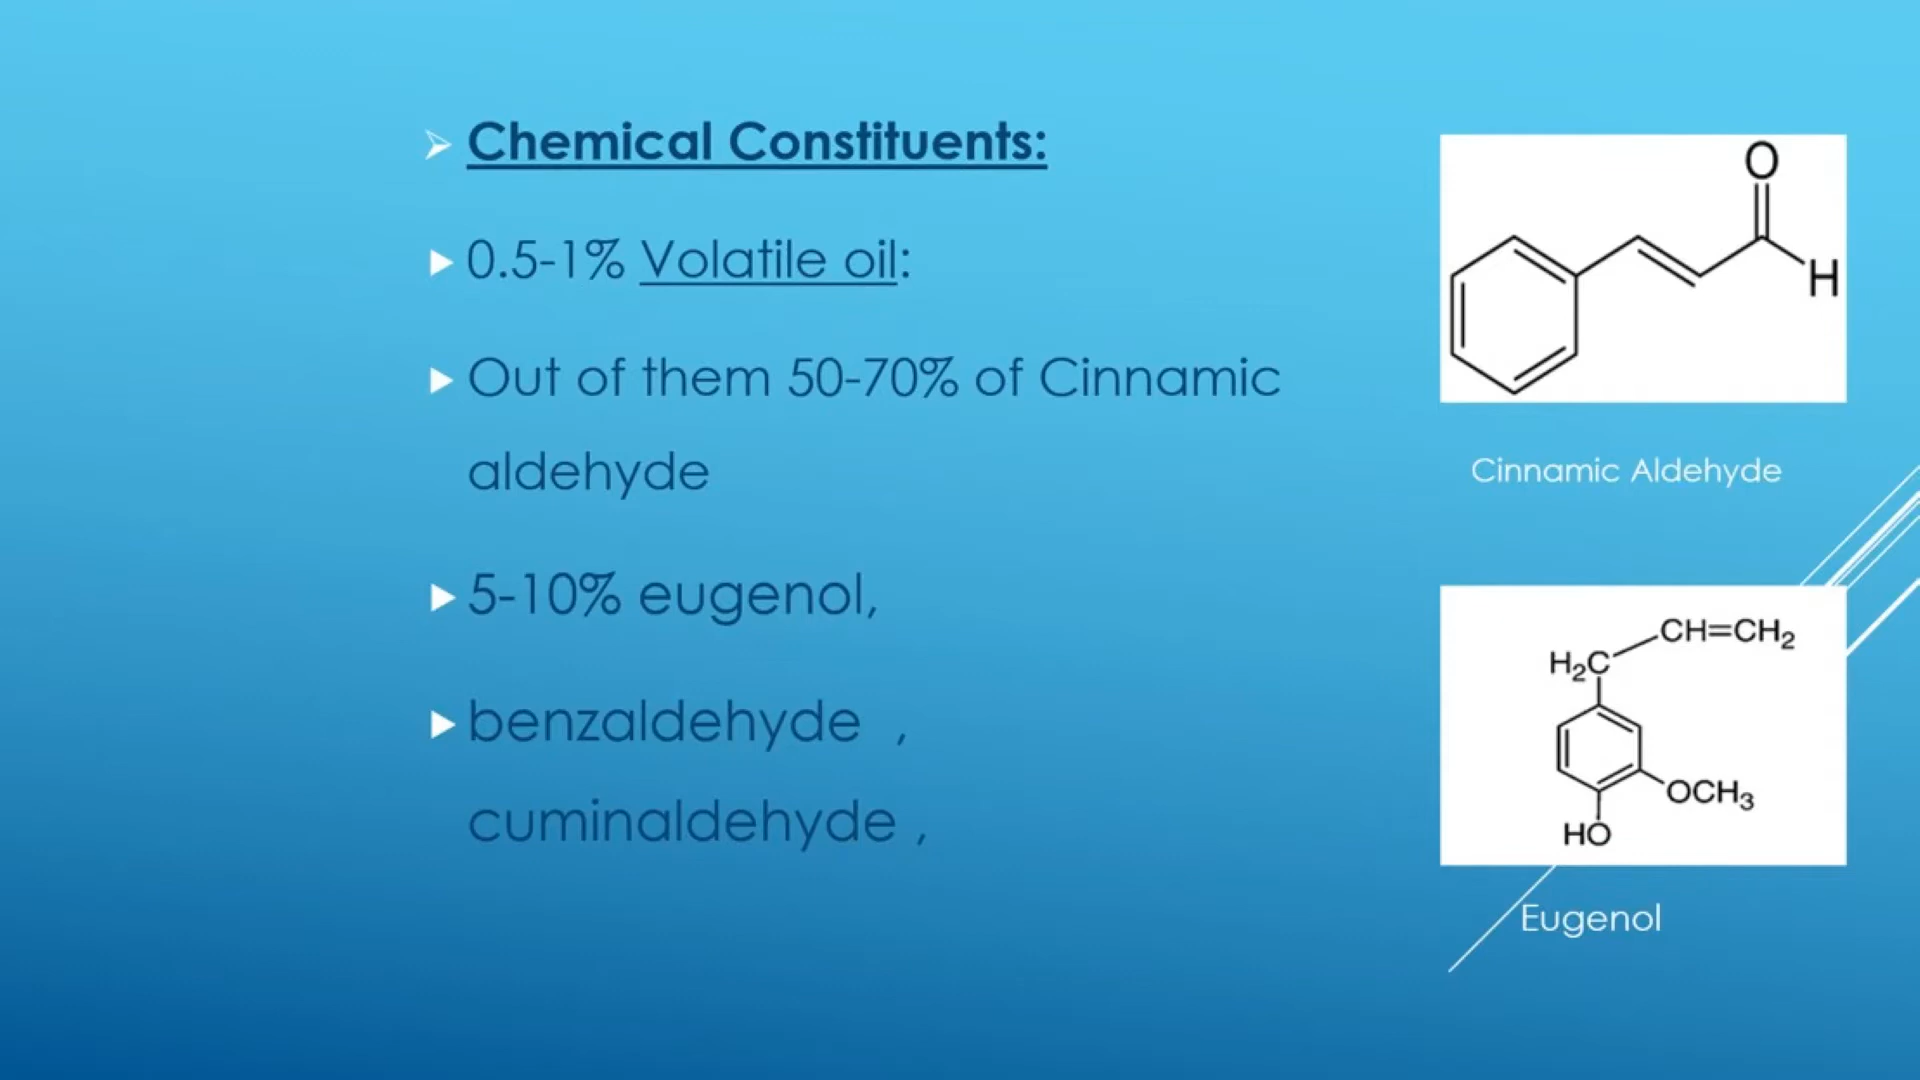 Chemical Constituents:
0.5-1% Volatile oil:
Out of them 50-70% of Cinnamic
aldehyde
5-10% eugenol,
benzaldehyde ,
cuminaldehyde ,
O
H
Cinnamic Aldehyde
CH=CH₂
H₂C
OCH₃
HO
Eugenol